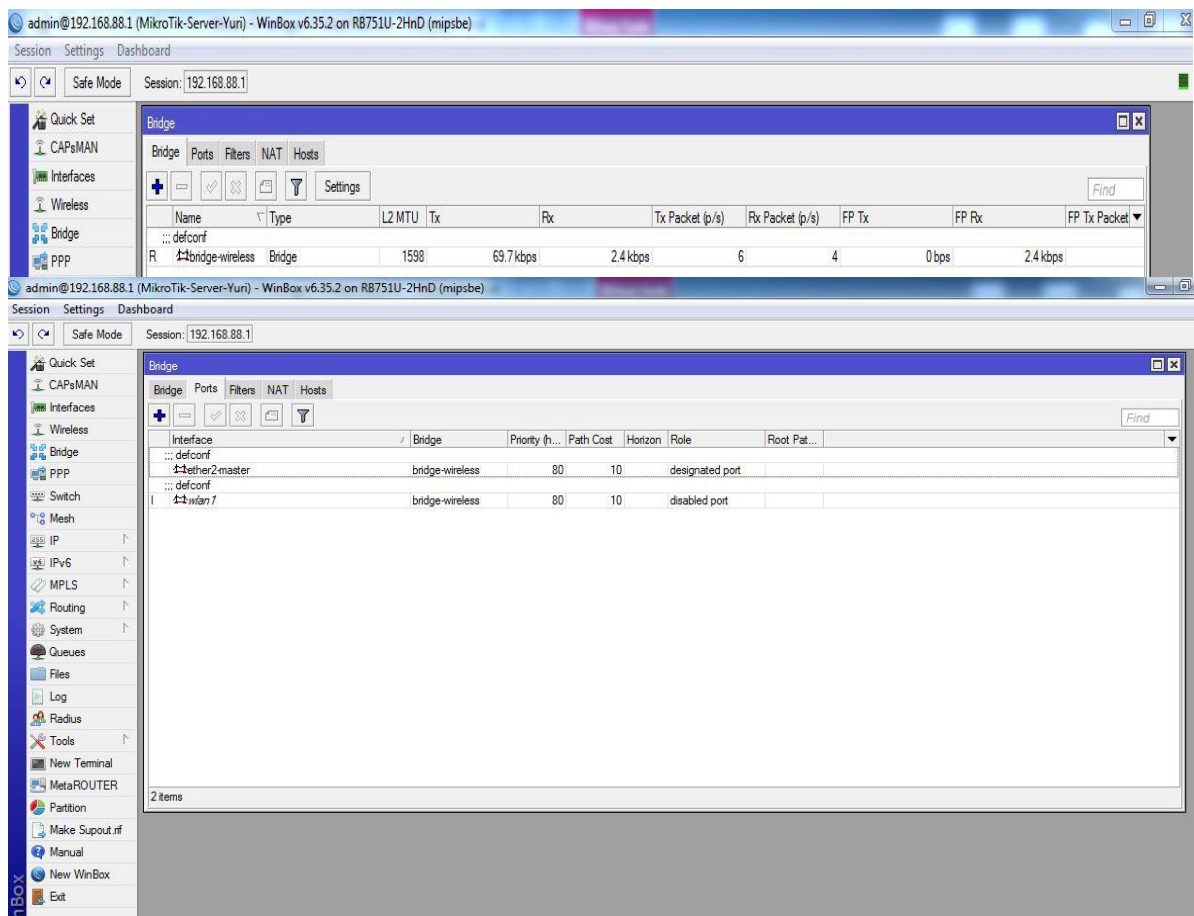 admin@192.168.88.1 (MikroTik-Server-Yuri) - WinBox v6.35.2 on RB751U-2HnD (mipsbe)
Session Settings Dashboard
Safe Mode Session: 192.168.88.1
Quick Set
CAPsMAN
Interfaces
Wireless
Bridge
PPP
Bridge
Bridge Ports Filters NAT Hosts
Settings Find
Name Type L2 MTU Tx Rx Tx Packet (p/s) Rx Packet (p/s) FP Tx FP Rx FP Tx Packet
;;; defconf
R bridge-wireless Bridge 1598 69.7 kbps 2.4 kbps 6 4 0 bps 2.4 kbps
admin@192.168.88.1 (MikroTik-Server-Yuri) - WinBox v6.35.2 on RB751U-2HnD (mipsbe)
Session Settings Dashboard
Safe Mode Session: 192.168.88.1
Quick Set
CAPsMAN
Interfaces
Wireless
Bridge
PPP
Switch
Mesh
IP
IPv6
MPLS
Routing
System
Queues
Files
Log
Radius
Tools
New Terminal
MetaROUTER
Partition
Make Supout.rif
Manual
New WinBox
Exit
Bridge
Bridge Ports Filters NAT Hosts
Find
Interface Bridge Priority (h... Path Cost Horizon Role Root Pat...
;;; defconf
ether2-master bridge-wireless 80 10 designated port
;;; defconf
I wlan1 bridge-wireless 80 10 disabled port
2 items